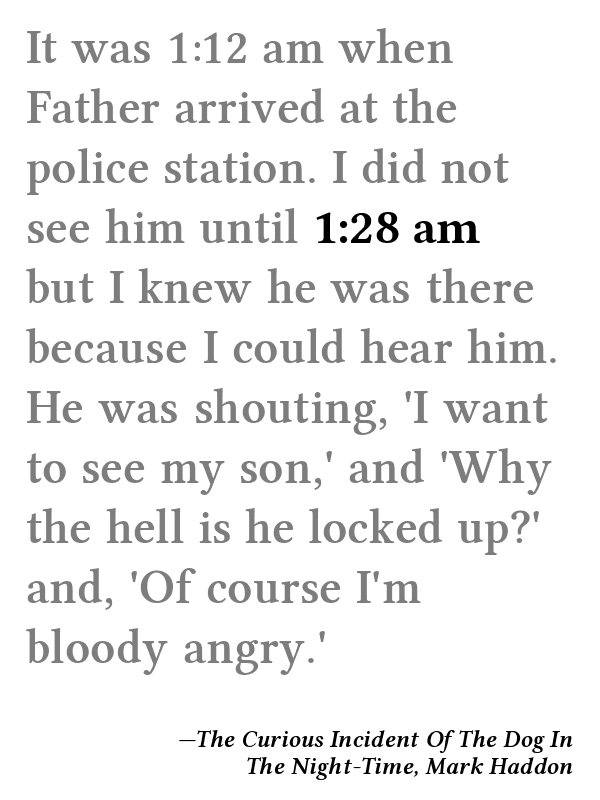 It was 1:12 am when
Father arrived at the
police station. I did not
see him until 1:28 am
but I knew he was there
because I could hear him.
He was shouting, 'I want
to see my son,' and 'Why
the hell is he locked up?'
and, 'Of course I'm
bloody angry.'
—The Curious Incident Of The Dog In
The Night-Time, Mark Haddon